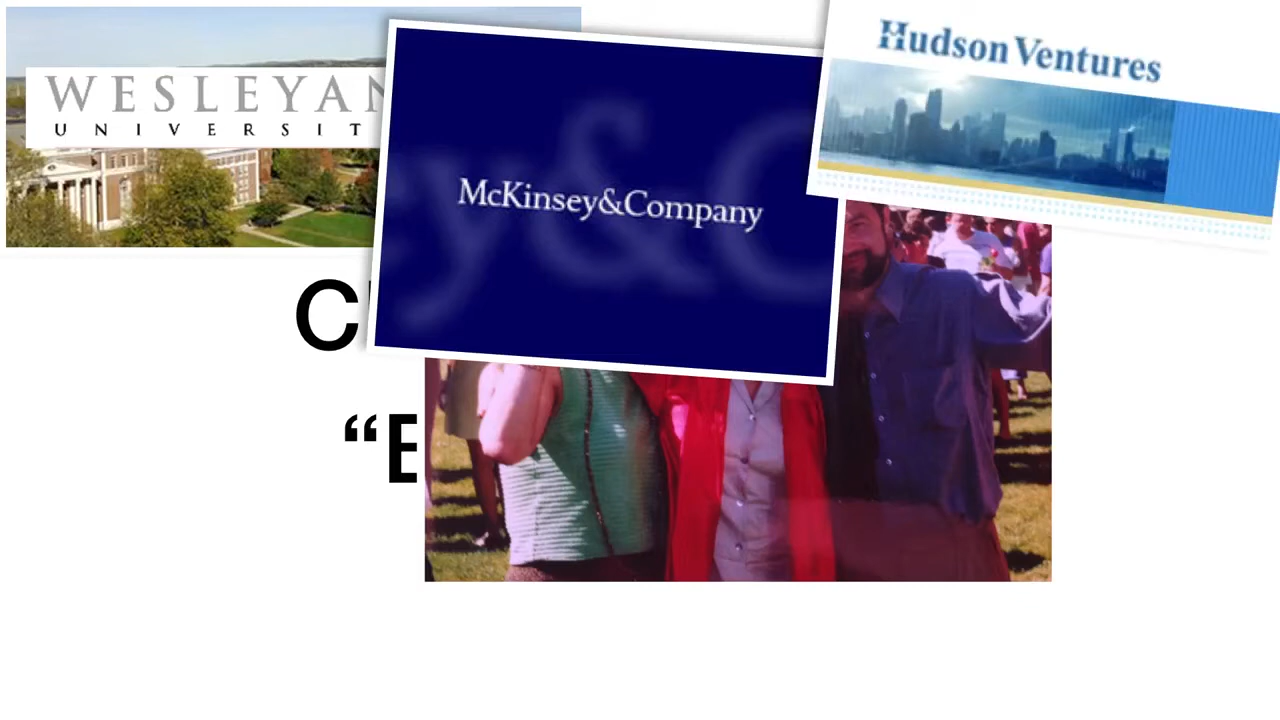 WESLEYAN
UNIVERSIT
McKinsey&Company
y&C
Hudson Ventures
C
“E